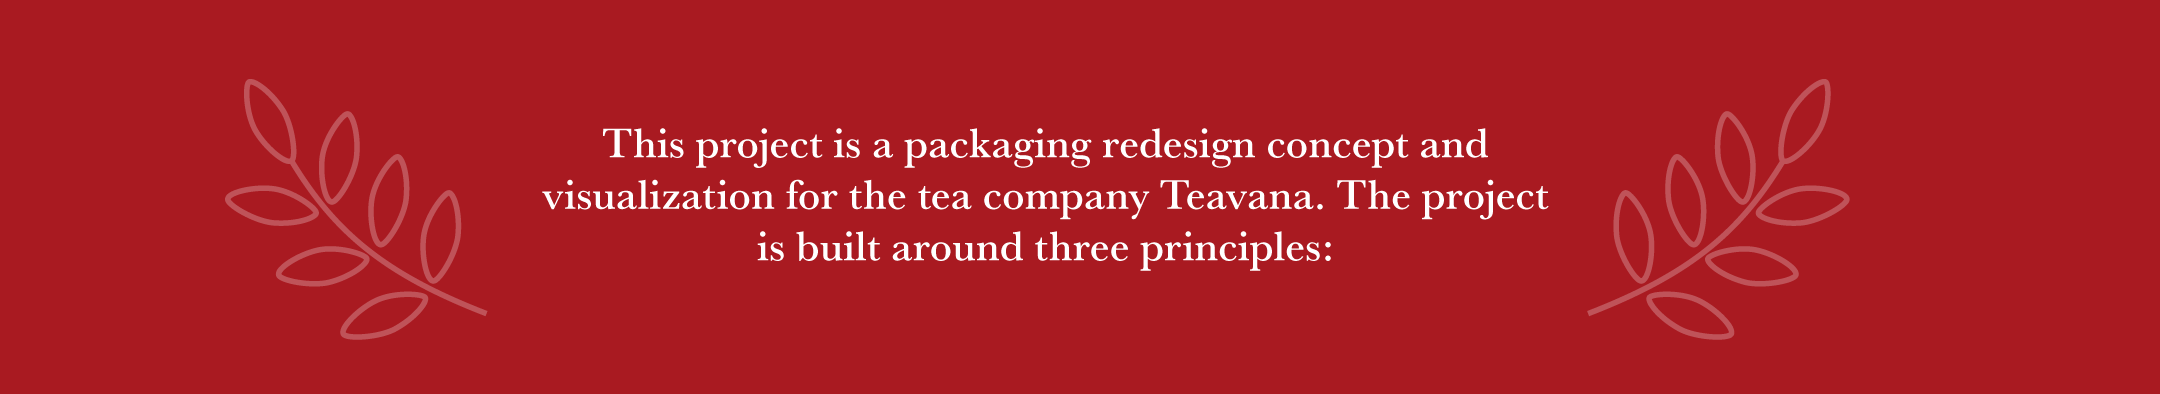 This project is a packaging redesign concept and
visualization for the tea company Teavana. The project
is built around three principles: